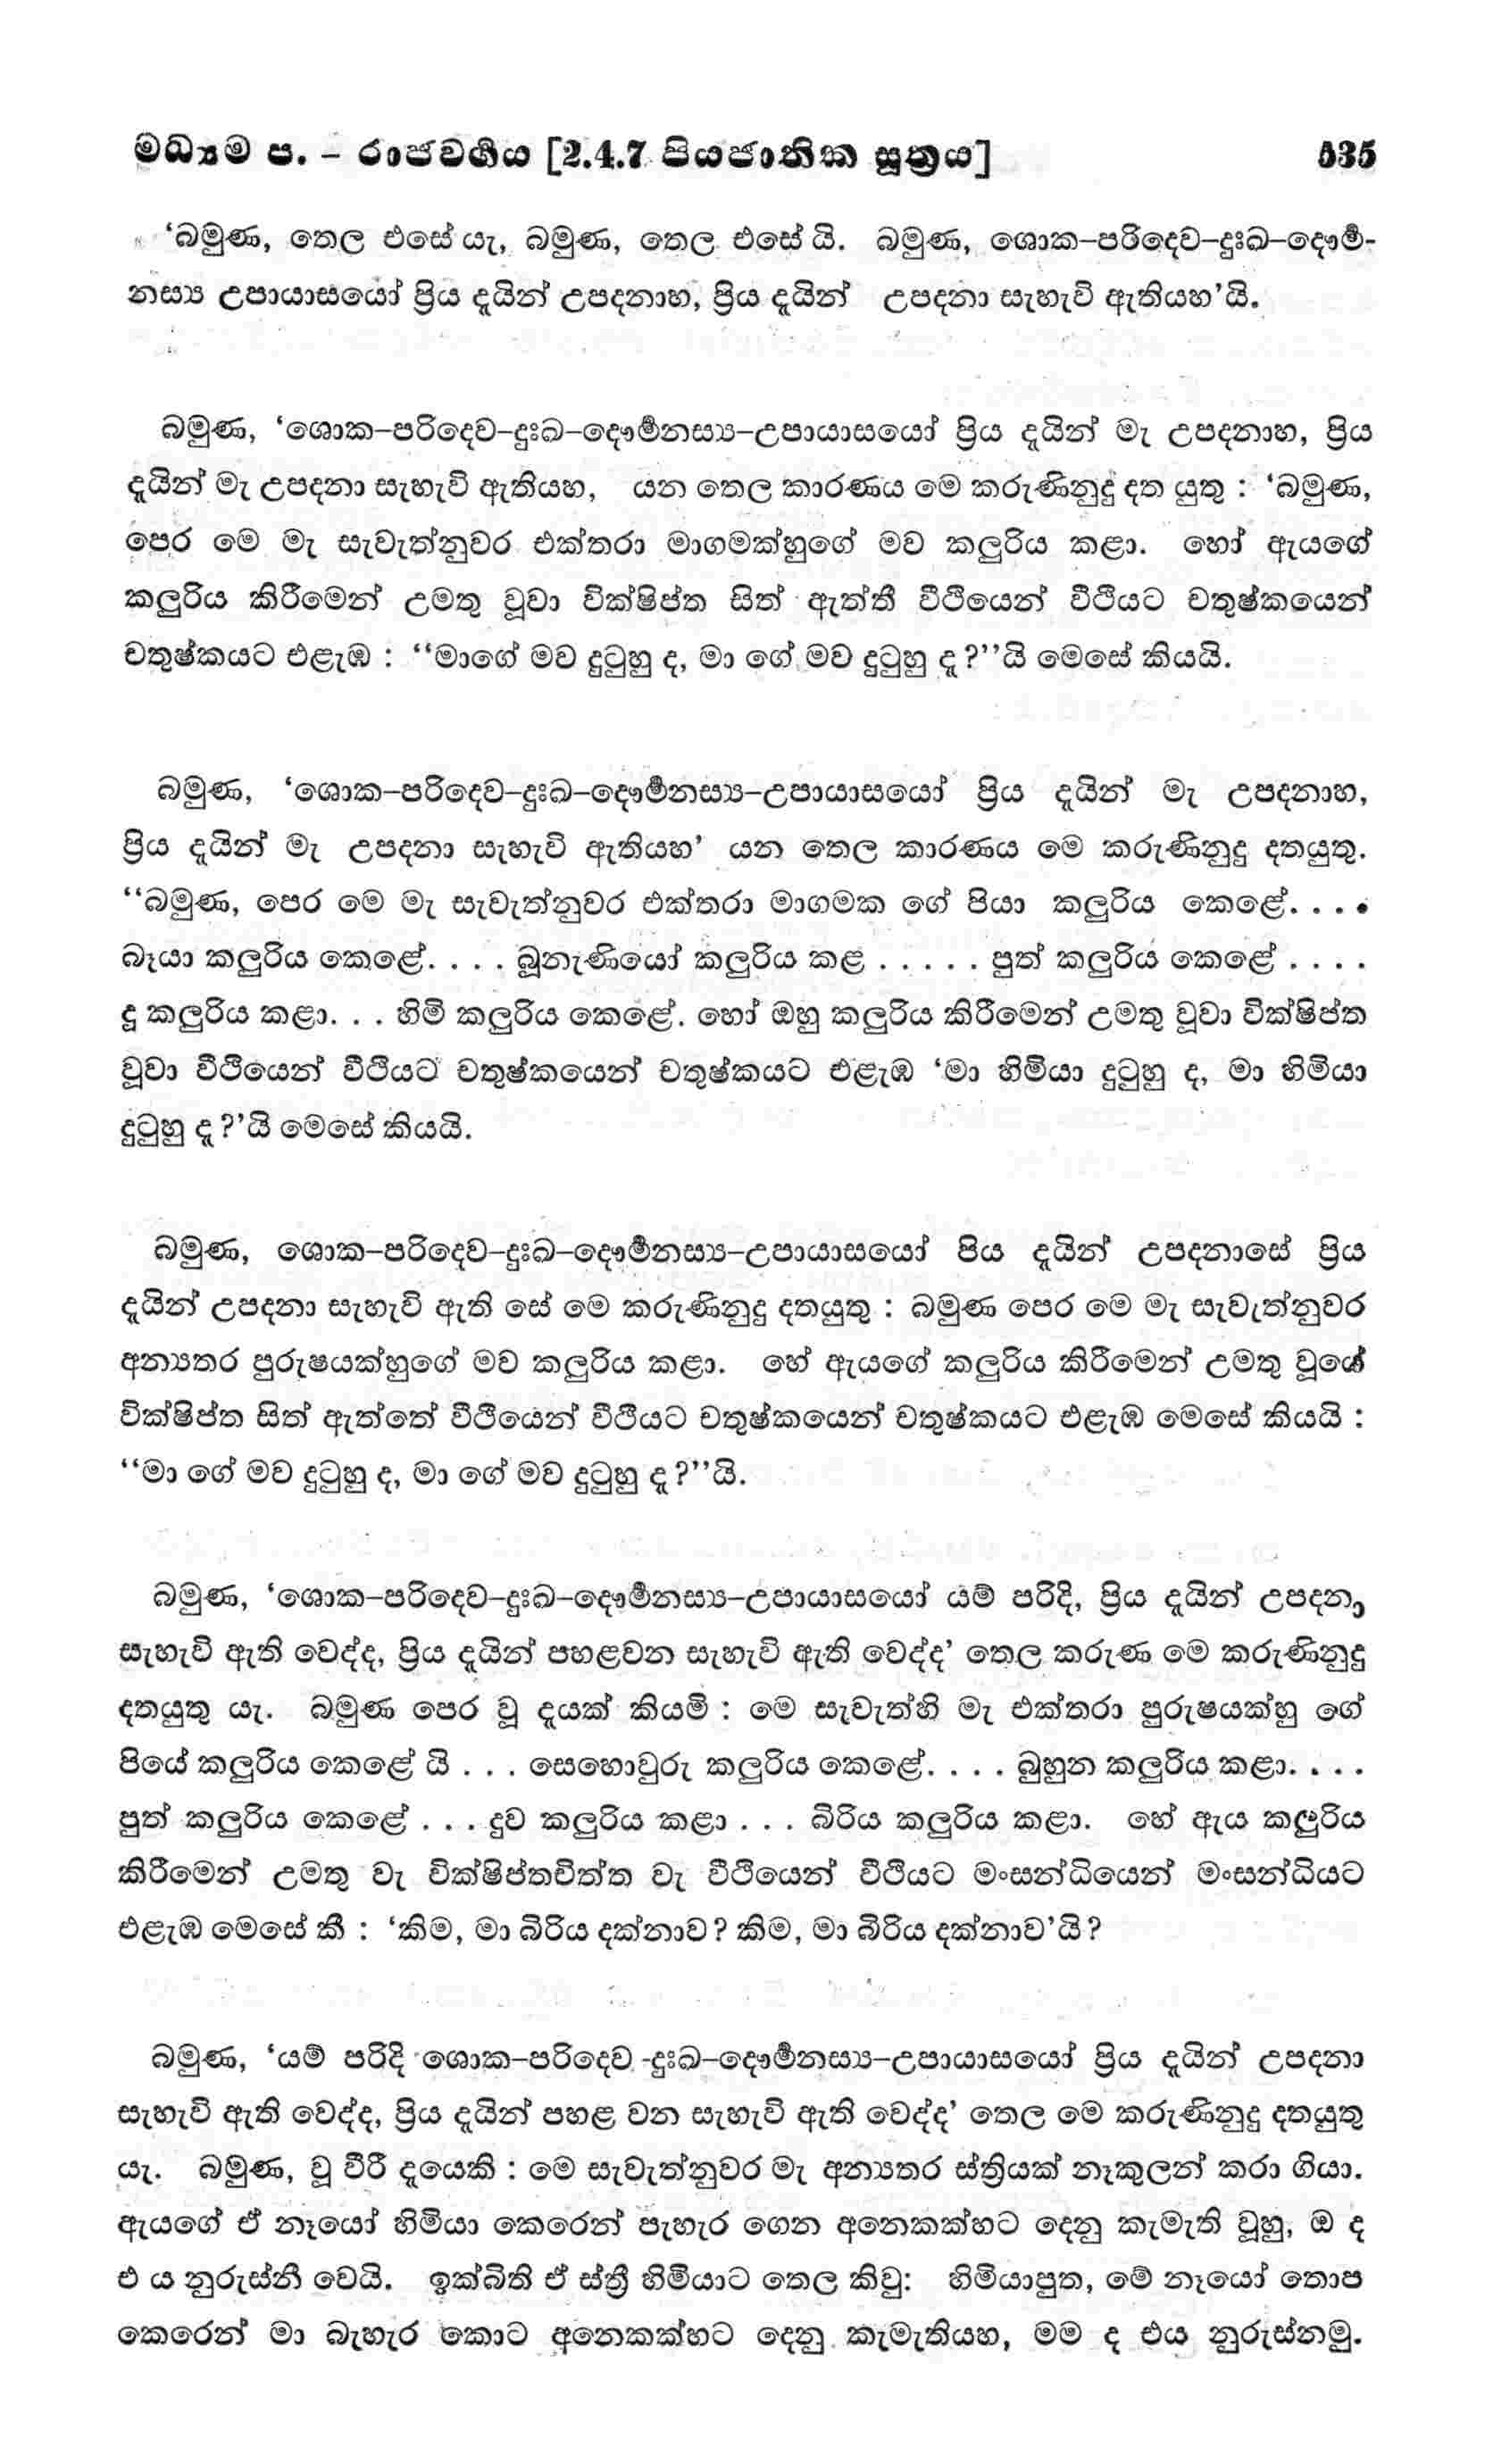 මධ්‍යම ප. – රාජවර්‍ගය [2.4.7 පියජාතික සූත්‍රය] 535
‘බමුණ, තෙල එසේ යැ, බමුණ, තෙල එසේ යි. බමුණ, ශොක–පරිදෙව–දුඃඛ–දෞර්‍ම-
නස්‍ය උපායාසයෝ ප්‍රිය දැයින් උපදනාහ, ප්‍රිය දැයින් උපදනා සැහැවි ඇතියහ’යි.
බමුණ, ‘ශොක–පරිදෙව–දුඃඛ–දෞර්‍මනස්‍ය–උපායාසයෝ ප්‍රිය දැයින් මැ උපදනාහ, ප්‍රිය
දැයින් මැ උපදනා සැහැවි ඇතියහ, යන තෙල කාරණය මෙ කරුණිනුදු දත යුතු : ‘බමුණ,
පෙර මෙ මැ සැවැත්නුවර එක්තරා මාගමක්හුගේ මව කලුරිය කළා. හෝ ඇයගේ
කලුරිය කිරීමෙන් උමතු වූවා වික්ෂිප්ත සිත් ඇත්තී වීථියෙන් වීථියට චතුෂ්කයෙන්
චතුෂ්කයට එළැඹ : “මාගේ මව දුටුහු ද, මා ගේ මව දුටුහු දැ?”යි මෙසේ කියයි.
බමුණ, ‘ශොක–පරිදෙව–දුඃඛ–දෞර්‍මනස්‍ය–උපායාසයෝ ප්‍රිය දැයින් මැ උපදනාහ,
ප්‍රිය දැයින් මැ උපදනා සැහැවි ඇතියහ’ යන තෙල කාරණය මෙ කරුණිනුදු දතයුතු.
“බමුණ, පෙර මෙ මැ සැවැත්නුවර එක්තරා මාගමක ගේ පියා කලුරිය කෙළේ. . . .
බෑයා කලුරිය කෙළේ. . . . බූනැණියෝ කලුරිය කළ . . . . . පුත් කලුරිය කෙළේ . . . .
දූ කලුරිය කළා. . . හිමි කලුරිය කෙළේ. හෝ ඔහු කලුරිය කිරීමෙන් උමතු වූවා වික්ෂිප්ත
වූවා වීථියෙන් වීථියට චතුෂ්කයෙන් චතුෂ්කයට එළැඹ ‘මා හිමියා දුටුහු ද, මා හිමියා
දුටුහු දැ?’යි මෙසේ කියයි.
බමුණ, ශොක–පරිදෙව–දුඃඛ–දෞර්‍මනස්‍ය–උපායාසයෝ පිය දැයින් උපදනාසේ ප්‍රිය
දැයින් උපදනා සැහැවි ඇති සේ මෙ කරුණිනුදු දතයුතු : බමුණ පෙර මෙ මැ සැවැත්නුවර
අන්‍යතර පුරුෂයක්හුගේ මව කලුරිය කළා. හේ ඇයගේ කලුරිය කිරීමෙන් උමතු වූයේ
වික්ෂිප්ත සිත් ඇත්තේ වීථියෙන් වීථියට චතුෂ්කයෙන් චතුෂ්කයට එළැඹ මෙසේ කියයි :
“මා ගේ මව දුටුහු ද, මා ගේ මව දුටුහු දැ?”යි.
බමුණ, ‘ශොක–පරිදෙව–දුඃඛ–දෞර්‍මනස්‍ය–උපායාසයෝ යම් පරිදි, ප්‍රිය දැයින් උපදනා
සැහැවි ඇති වෙද්ද, ප්‍රිය දැයින් පහළවන සැහැවි ඇති වෙද්ද’ තෙල කරුණ මෙ කරුණිනුදු
දතයුතු යැ. බමුණ පෙර වූ දැයක් කියමි : මෙ සැවැත්හි මැ එක්තරා පුරුෂයක්හු ගේ
පියේ කලුරිය කෙළේ යි . . . සෙහොවුරු කලුරිය කෙළේ. . . . බුහුන කලුරිය කළා. . . .
පුත් කලුරිය කෙළේ . . . දුව කලුරිය කළා . . . බිරිය කලුරිය කළා. හේ ඇය කලුරිය
කිරීමෙන් උමතු වැ වික්ෂිප්තචිත්ත වැ වීථියෙන් වීථියට මංසන්ධියෙන් මංසන්ධියට
එළැඹ මෙසේ කී : ‘කිම, මා බිරිය දක්නාව? කිම, මා බිරිය දක්නාව’යි?
බමුණ, ‘යම් පරිදි ශොක–පරිදෙව–දුඃඛ–දෞර්‍මනස්‍ය–උපායාසයෝ ප්‍රිය දැයින් උපදනා
සැහැවි ඇති වෙද්ද, ප්‍රිය දැයින් පහළ වන සැහැවි ඇති වෙද්ද’ තෙල මෙ කරුණිනුදු දතයුතු
යැ. බමුණ, වූ විරී දැයෙකි : මෙ සැවැත්නුවර මැ අන්‍යතර ස්ත්‍රියක් නෑකුලන් කරා ගියා.
ඇයගේ ඒ නෑයෝ හිමියා කෙරෙන් පැහැර ගෙන අනෙකක්හට දෙනු කැමැති වූහු, ඔ ද
එ ය නුරුස්නී වෙයි. ඉක්බිති ඒ ස්ත්‍රී හිමියාට තෙල කිවු: හිමියාපුත, මේ නෑයෝ තොප
කෙරෙන් මා බැහැර කොට අනෙකක්හට දෙනු කැමැතියහ, මම ද එය නුරුස්නමු.